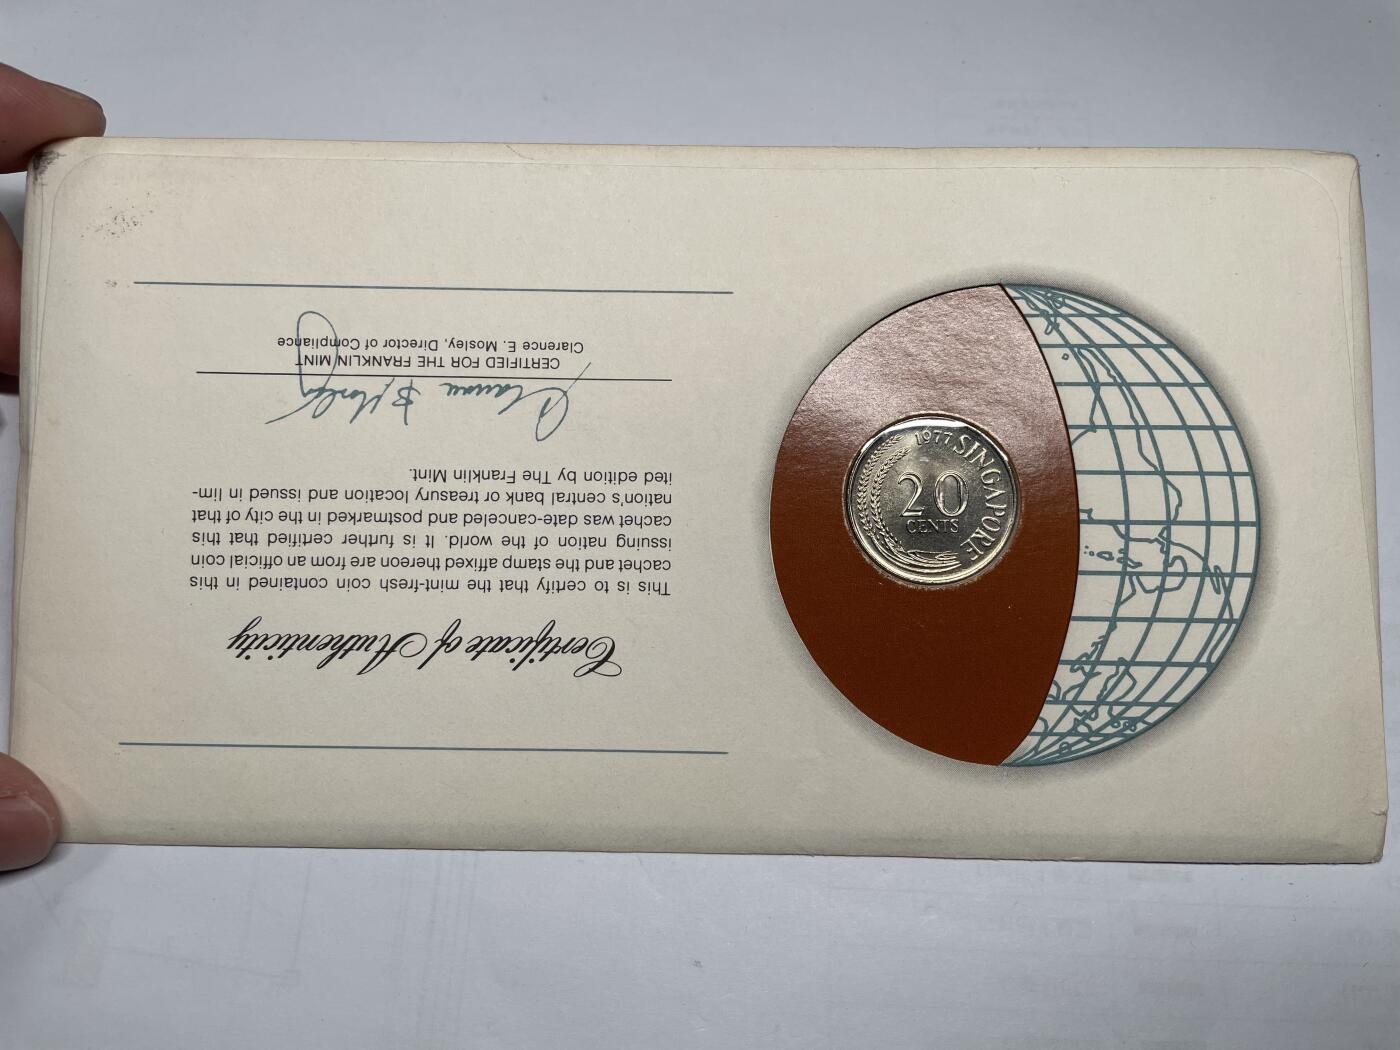 Certificate of Authenticity
This is to certify that the mint-fresh coin contained in this
cachet and the stamp affixed thereon are from an official coin
issuing nation of the world. It is further certified that this
cachet was date-canceled and postmarked in the city of that
nation's central bank or treasury location and issued in lim-
ited edition by The Franklin Mint.
CERTIFIED FOR THE FRANKLIN MINT
Clarence E. Mosley, Director of Compliance
1977 SINGAPORE
20
CENTS